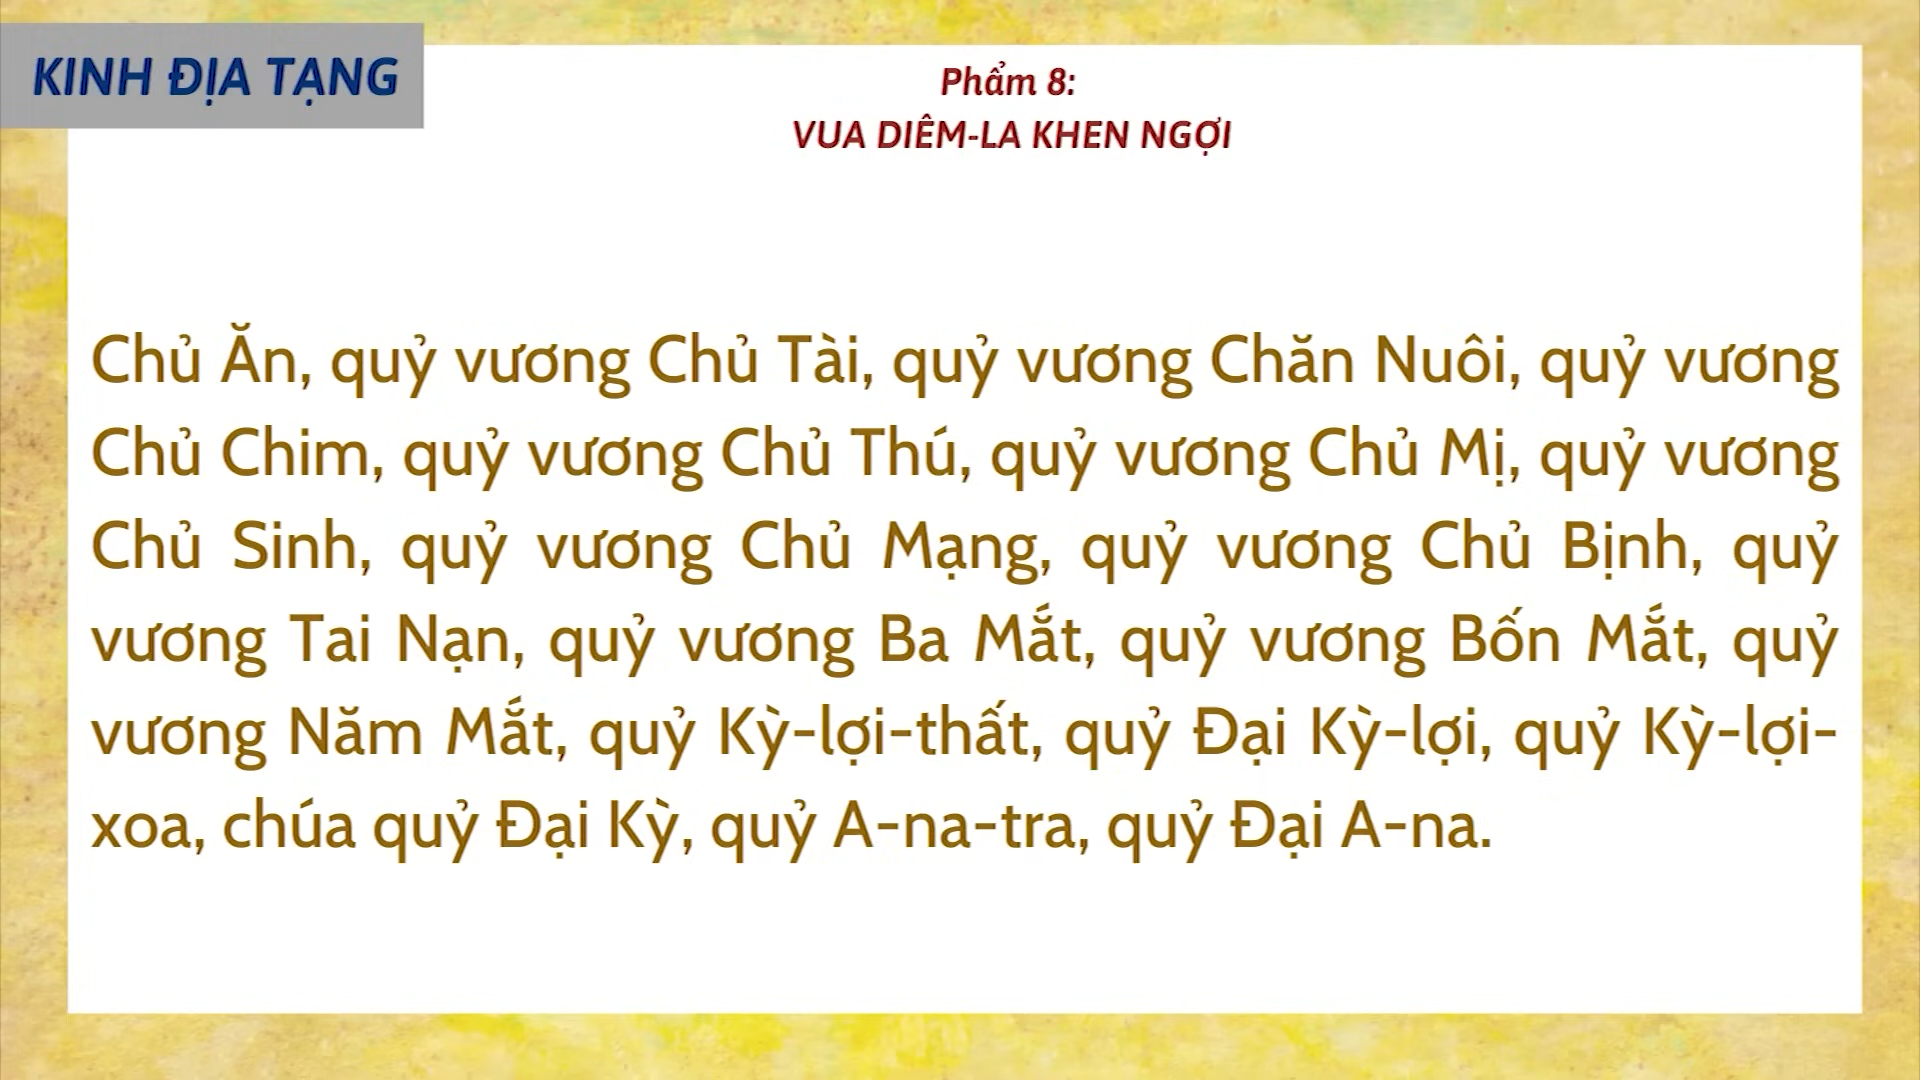 KINH ĐỊA TẠNG
Phẩm 8:
VUA DIÊM-LA KHEN NGỢI
Chủ Ăn, quỷ vương Chủ Tài, quỷ vương Chăn Nuôi, quỷ vương
Chủ Chim, quỷ vương Chủ Thú, quỷ vương Chủ Mị, quỷ vương
Chủ Sinh, quỷ vương Chủ Mạng, quỷ vương Chủ Bịnh, quỷ
vương Tai Nạn, quỷ vương Ba Mắt, quỷ vương Bốn Mắt, quỷ
vương Năm Mắt, quỷ Kỳ-lợi-thất, quỷ Đại Kỳ-lợi, quỷ Kỳ-lợi-
xoa, chúa quỷ Đại Kỳ, quỷ A-na-tra, quỷ Đại A-na.